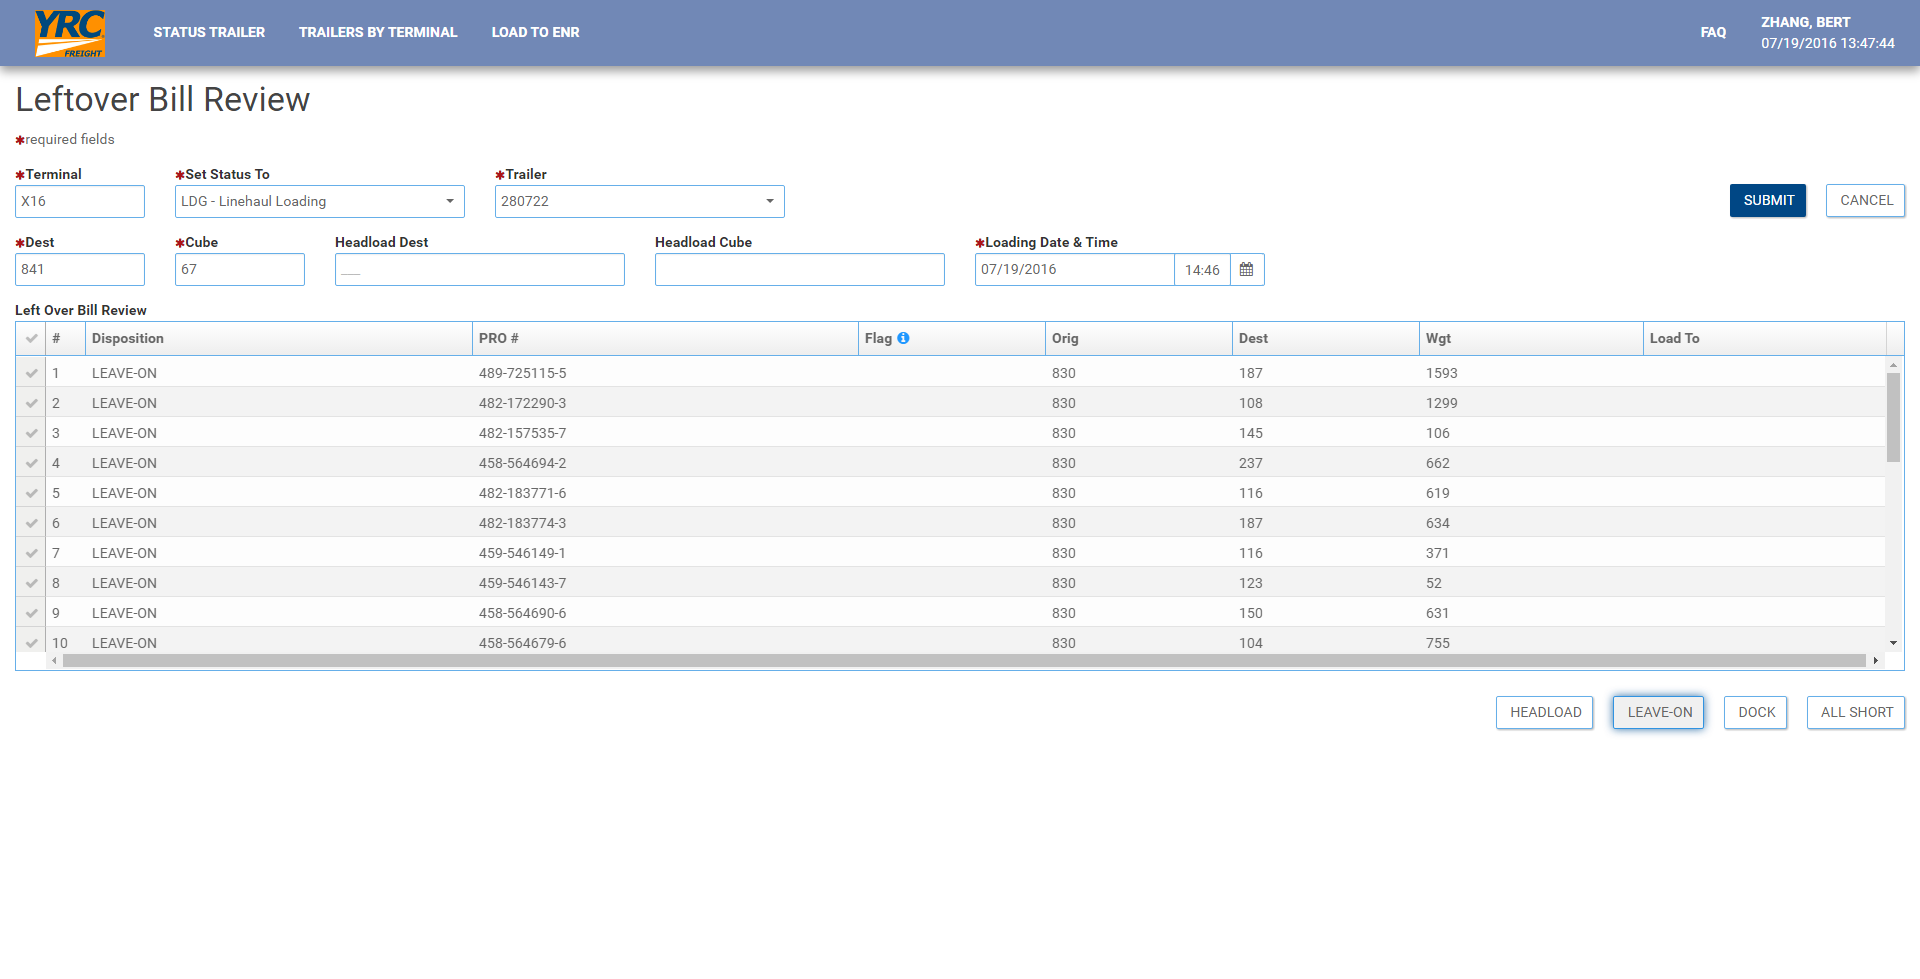 YRC FREIGHT STATUS TRAILER TRAILERS BY TERMINAL LOAD TO ENR FAQ ZHANG, BERT
07/19/2016 13:47:44
Leftover Bill Review
*required fields
*Terminal *Set Status To *Trailer
X16 LDG - Linehaul Loading 280722 SUBMIT CANCEL
*Dest *Cube Headload Dest Headload Cube *Loading Date & Time
841 67 ___ 07/19/2016 14:46
Left Over Bill Review
# Disposition PRO # Flag Orig Dest Wgt Load To
1 LEAVE-ON 489-725115-5 830 187 1593
2 LEAVE-ON 482-172290-3 830 108 1299
3 LEAVE-ON 482-157535-7 830 145 106
4 LEAVE-ON 458-564694-2 830 237 662
5 LEAVE-ON 482-183771-6 830 116 619
6 LEAVE-ON 482-183774-3 830 187 634
7 LEAVE-ON 459-546149-1 830 116 371
8 LEAVE-ON 459-546143-7 830 123 52
9 LEAVE-ON 458-564690-6 830 150 631
10 LEAVE-ON 458-564679-6 830 104 755
HEADLOAD LEAVE-ON DOCK ALL SHORT